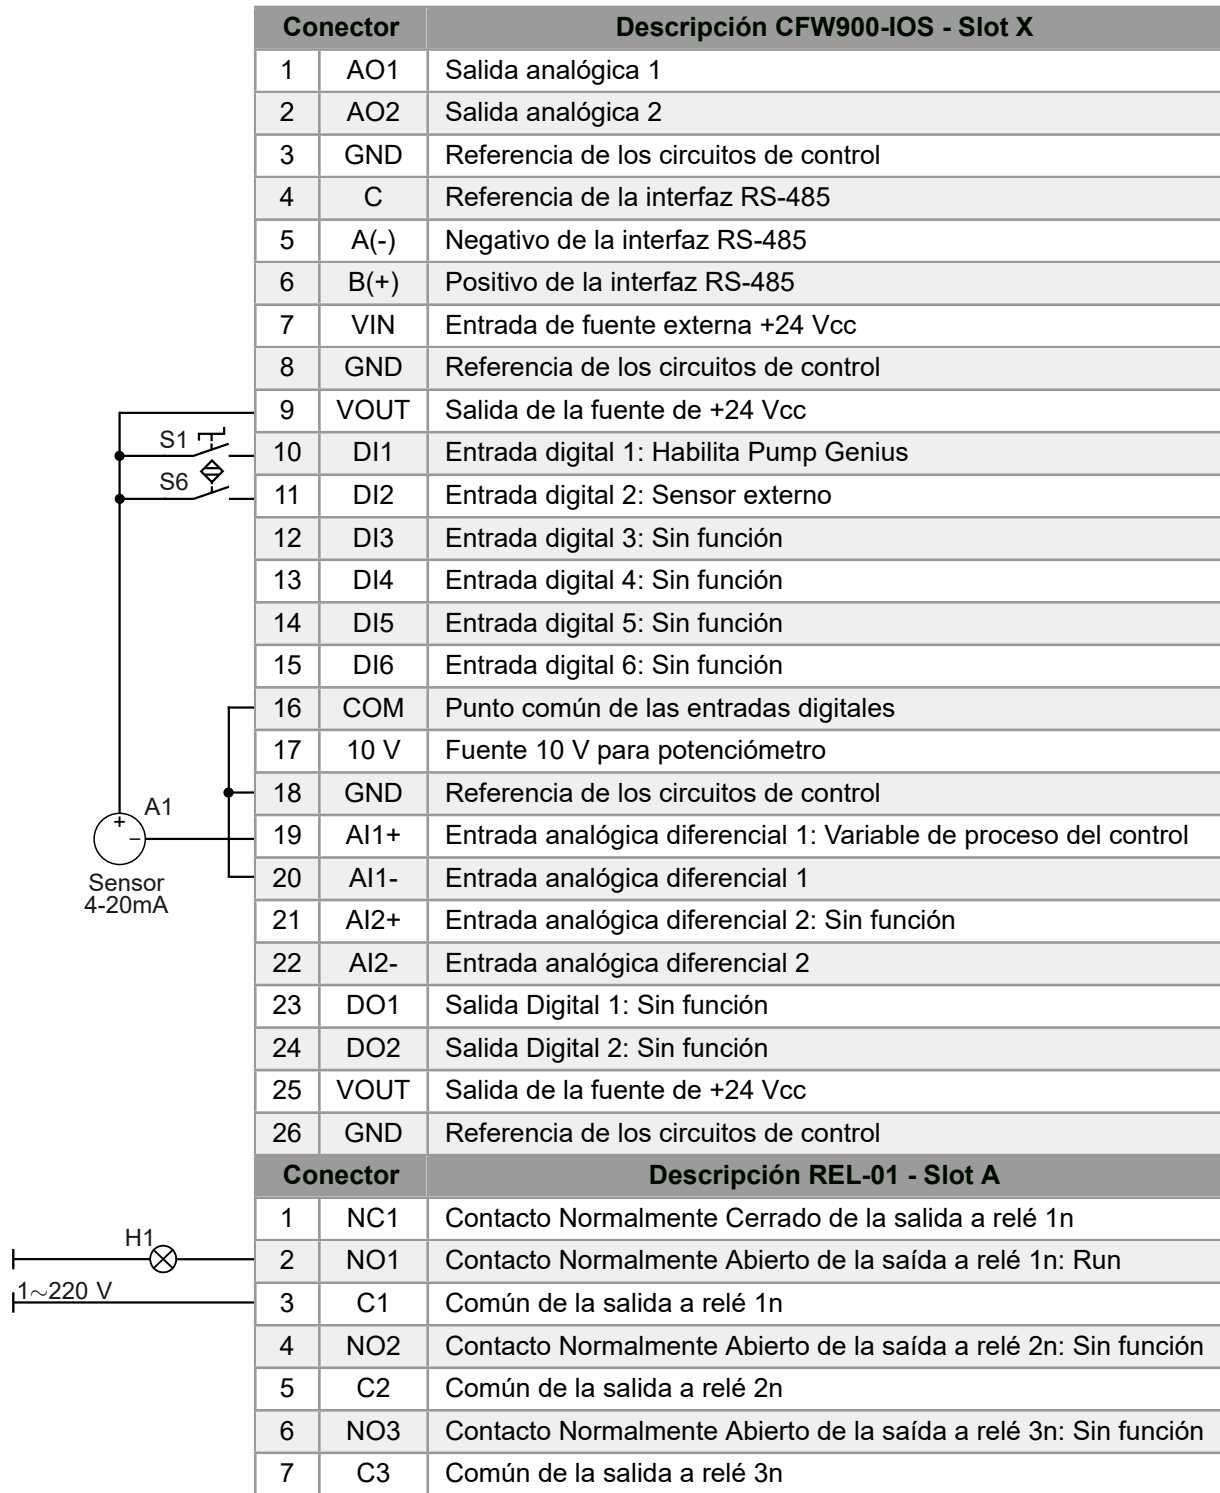 Conector Descripción CFW900-IOS - Slot X
1 AO1 Salida analógica 1
2 AO2 Salida analógica 2
3 GND Referencia de los circuitos de control
4 C Referencia de la interfaz RS-485
5 A(-) Negativo de la interfaz RS-485
6 B(+) Positivo de la interfaz RS-485
7 VIN Entrada de fuente externa +24 Vcc
8 GND Referencia de los circuitos de control
9 VOUT Salida de la fuente de +24 Vcc
S1 10 DI1 Entrada digital 1: Habilita Pump Genius
S6 11 DI2 Entrada digital 2: Sensor externo
12 DI3 Entrada digital 3: Sin función
13 DI4 Entrada digital 4: Sin función
14 DI5 Entrada digital 5: Sin función
15 DI6 Entrada digital 6: Sin función
16 COM Punto común de las entradas digitales
17 10 V Fuente 10 V para potenciómetro
18 GND Referencia de los circuitos de control
A1
+ −
19 AI1+ Entrada analógica diferencial 1: Variable de proceso del control
Sensor
4-20mA
20 AI1- Entrada analógica diferencial 1
21 AI2+ Entrada analógica diferencial 2: Sin función
22 AI2- Entrada analógica diferencial 2
23 DO1 Salida Digital 1: Sin función
24 DO2 Salida Digital 2: Sin función
25 VOUT Salida de la fuente de +24 Vcc
26 GND Referencia de los circuitos de control
Conector Descripción REL-01 - Slot A
1 NC1 Contacto Normalmente Cerrado de la salida a relé 1n
H1 2 NO1 Contacto Normalmente Abierto de la saída a relé 1n: Run
1~220 V 3 C1 Común de la salida a relé 1n
4 NO2 Contacto Normalmente Abierto de la saída a relé 2n: Sin función
5 C2 Común de la salida a relé 2n
6 NO3 Contacto Normalmente Abierto de la saída a relé 3n: Sin función
7 C3 Común de la salida a relé 3n